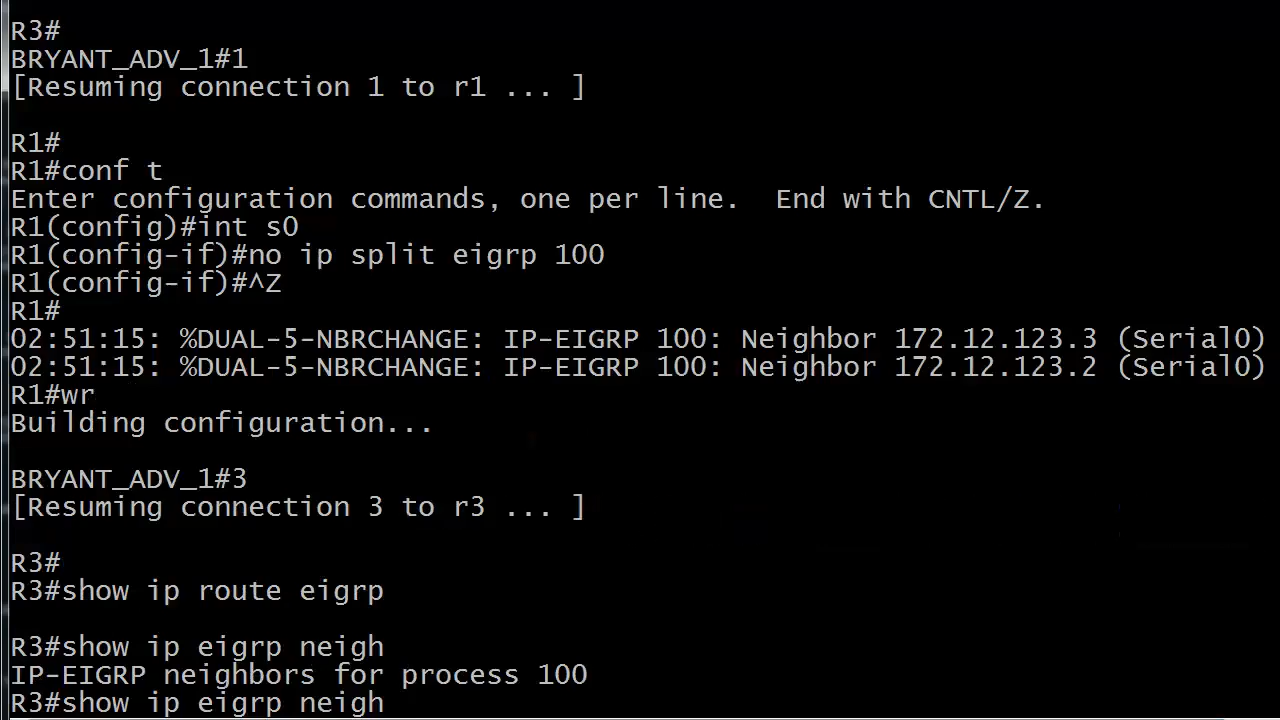 R3#
BRYANT_ADV_1#1
[Resuming connection 1 to r1 ... ]
R1#
R1#conf t
Enter configuration commands, one per line.  End with CNTL/Z.
R1(config)#int s0
R1(config-if)#no ip split eigrp 100
R1(config-if)#^Z
R1#
02:51:15: %DUAL-5-NBRCHANGE: IP-EIGRP 100: Neighbor 172.12.123.3 (Serial0)
02:51:15: %DUAL-5-NBRCHANGE: IP-EIGRP 100: Neighbor 172.12.123.2 (Serial0)
R1#wr
Building configuration...
BRYANT_ADV_1#3
[Resuming connection 3 to r3 ... ]
R3#
R3#show ip route eigrp
R3#show ip eigrp neigh
IP-EIGRP neighbors for process 100
R3#show ip eigrp neigh